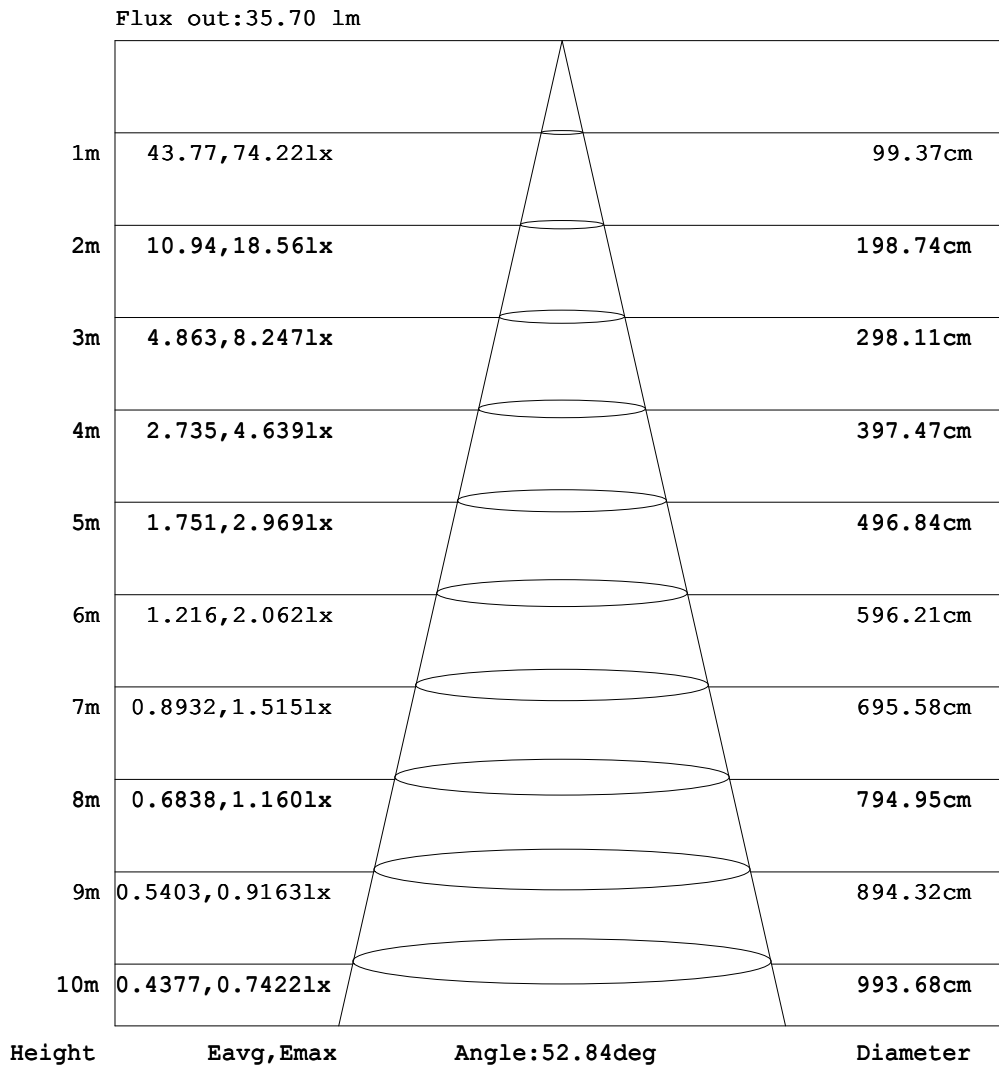 Flux out:35.70 lm
1m 43.77,74.22lx 99.37cm
2m 10.94,18.56lx 198.74cm
3m 4.863,8.247lx 298.11cm
4m 2.735,4.639lx 397.47cm
5m 1.751,2.969lx 496.84cm
6m 1.216,2.062lx 596.21cm
7m 0.8932,1.515lx 695.58cm
8m 0.6838,1.160lx 794.95cm
9m 0.5403,0.9163lx 894.32cm
10m 0.4377,0.7422lx 993.68cm
Height Eavg,Emax Angle:52.84deg Diameter